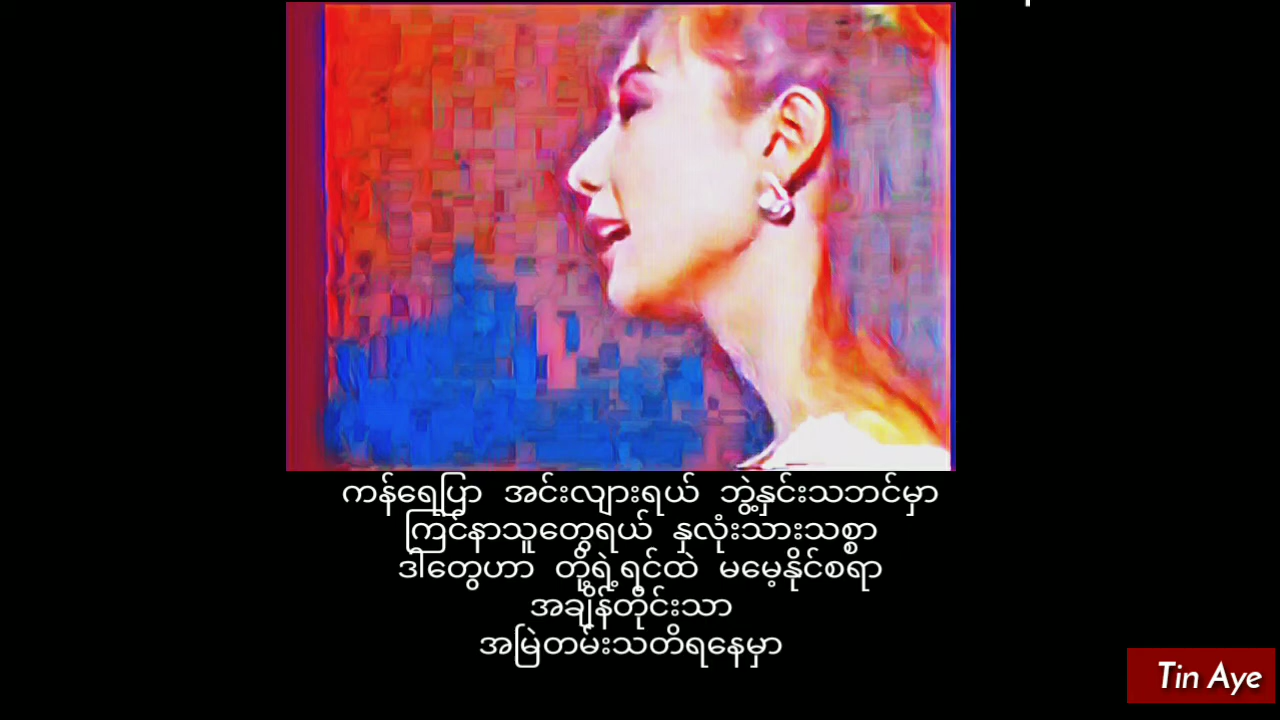 ကန်ရေပြာ အင်းလျားရယ် ဘွဲ့နှင်းသဘင်မှာ
ကြင်နာသူတွေရယ် နှလုံးသားသစ္စာ
ဒါတွေဟာ တို့ရဲ့ရင်ထဲ မမေ့နိုင်စရာ
အချိန်တိုင်းသာ
အမြဲတမ်းသတိရနေမှာ
Tin Aye